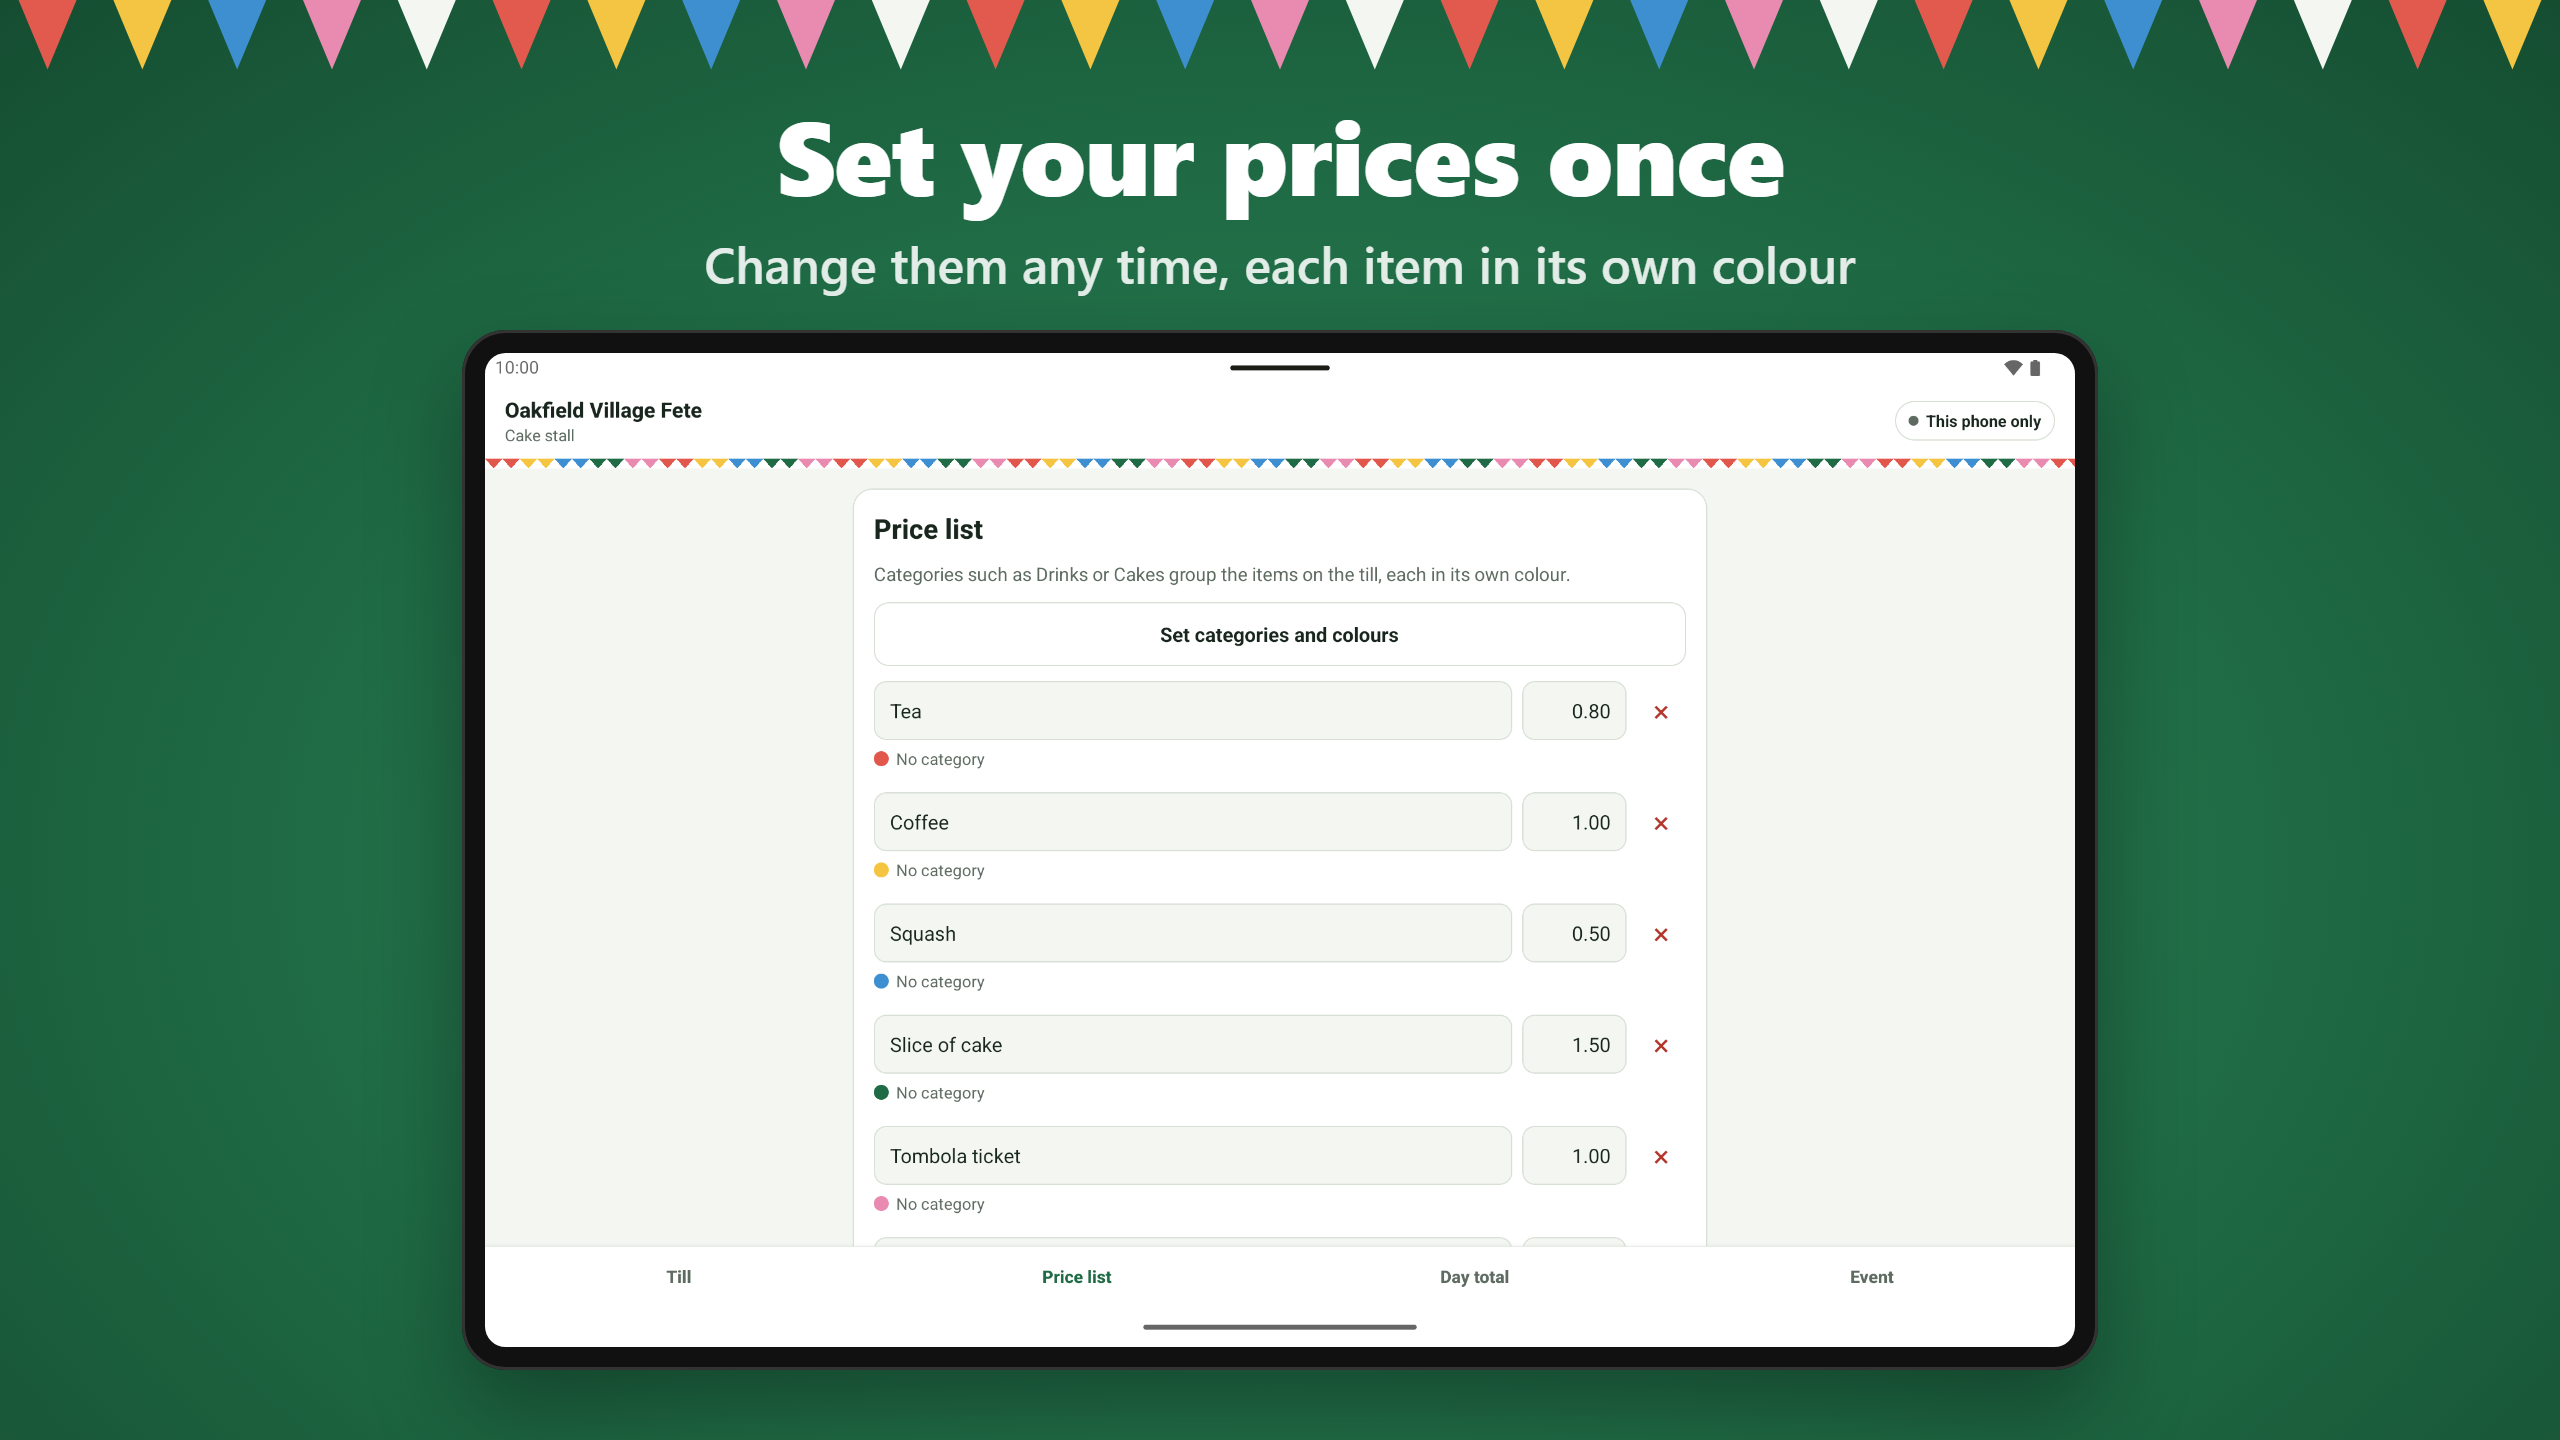 Set your prices once
Change them any time, each item in its own colour
10:00
Oakfield Village Fete
Cake stall
This phone only
Price list
Categories such as Drinks or Cakes group the items on the till, each in its own colour.
Set categories and colours
Tea 0.80 ×
No category
Coffee 1.00 ×
No category
Squash 0.50 ×
No category
Slice of cake 1.50 ×
No category
Tombola ticket 1.00 ×
No category
Till Price list Day total Event